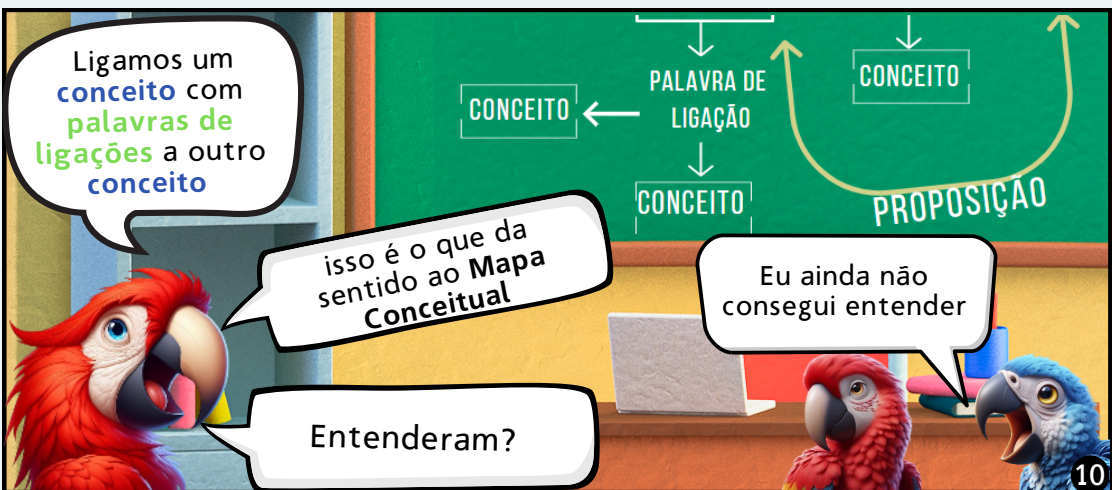 Ligamos um
conceito com
palavras de
ligações a outro
conceito
isso é o que da
sentido ao Mapa
Conceitual
Entenderam?
CONCEITO
PALAVRA DE
LIGAÇÃO
CONCEITO
CONCEITO
PROPOSIÇÃO
Eu ainda não
consegui entender
10